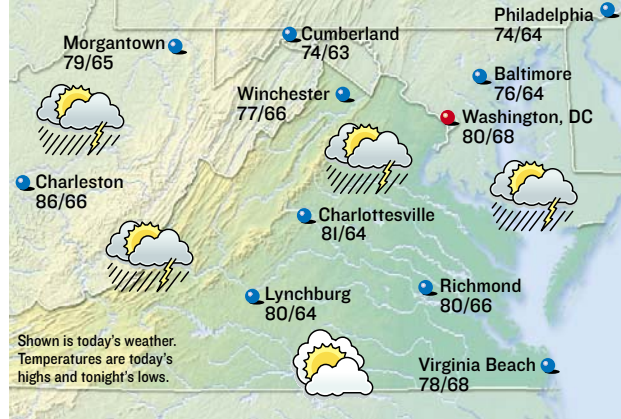 Philadelphia
74/64
Morgantown
79/65
Cumberland
74/63
Baltimore
76/64
Winchester
77/66
Washington, DC
80/68
Charleston
86/66
Charlottesville
81/64
Lynchburg
80/64
Richmond
80/66
Shown is today's weather.
Temperatures are today's
highs and tonight's lows.
Virginia Beach
78/68